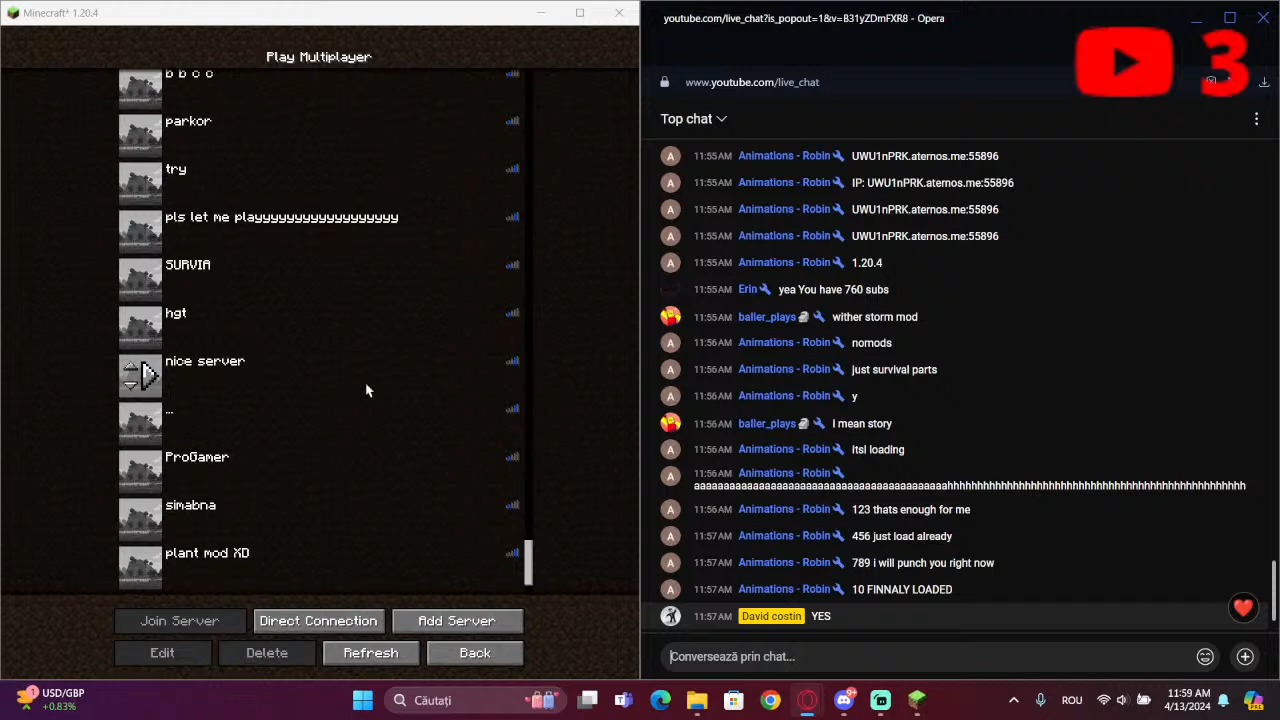 Minecraft* 1.20.4
Play Multiplayer
b b c c
parkor
try
pls let me playyyyyyyyyyyyyyyyyy
SURVIA
hgt
nice server
...
ProGamer
simabna
plant mod XD
Join Server
Direct Connection
Add Server
Edit
Delete
Refresh
Back
youtube.com/live_chat?is_popout=1&v=B31yZDmFXR8 - Opera
3
www.youtube.com/live_chat
Top chat
A 11:55 AM Animations - Robin UWU1nPRK.aternos.me:55896
A 11:55 AM Animations - Robin IP: UWU1nPRK.aternos.me:55896
A 11:55 AM Animations - Robin UWU1nPRK.aternos.me:55896
A 11:55 AM Animations - Robin UWU1nPRK.aternos.me:55896
A 11:55 AM Animations - Robin 1.20.4
11:55 AM Erin yea You have 760 subs
11:55 AM baller_plays🗿 wither storm mod
A 11:56 AM Animations - Robin nomods
A 11:56 AM Animations - Robin just survival parts
A 11:56 AM Animations - Robin y
11:56 AM baller_plays🗿 I mean story
A 11:56 AM Animations - Robin Itsl loading
A 11:56 AM Animations - Robin
A 11:56 AM Animations - Robin 123 thats enough for me
A 11:57 AM Animations - Robin 456 just load already
A 11:57 AM Animations - Robin 789 i will punch you right now
A 11:57 AM Animations - Robin 10 FINNALY LOADED
11:57 AM David costin YES
Conversează prin chat...
1
USD/GBP
+0.83%
Căutați
ROU
11:59 AM
4/13/2024